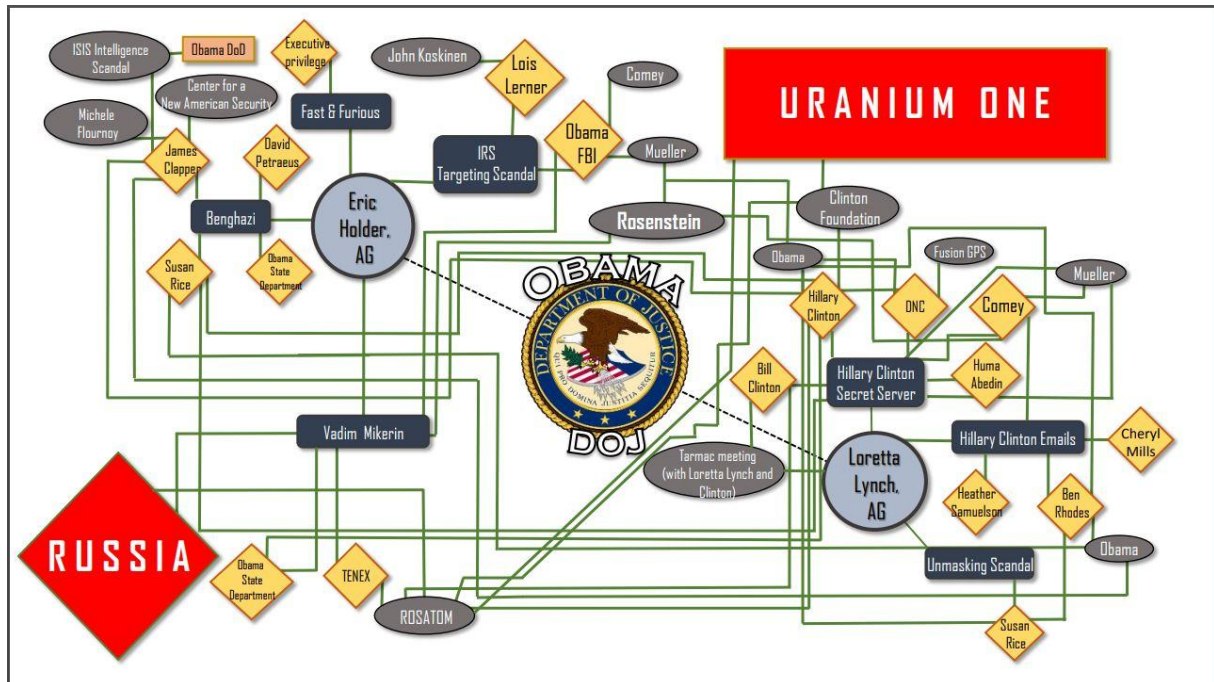 ISIS Intelligence
Scandal
Obama DoD
Executive
privilege
John Koskinen
Lois
Lerner
Comey
URANIUM ONE
Center for a
New American Security
Fast & Furious
Michele
Flournoy
James
Clapper
David
Petraeus
IRS
Targeting Scandal
Obama
FBI
Mueller
Benghazi
Eric
Holder,
AG
Rosenstein
Clinton
Foundation
Susan
Rice
Obama
State
Department
Obama
Fusion GPS
Mueller
Hillary
Clinton
DNC
Comey
OBAMA
DEPARTMENT OF JUSTICE
QUI PRO DOMINA JUSTITIA SEQUITUR
DOJ
Bill
Clinton
Hillary Clinton
Secret Server
Huma
Abedin
Vadim Mikerin
Hillary Clinton Emails
Cheryl
Mills
Tarmac meeting
(with Loretta Lynch and
Clinton)
Loretta
Lynch,
AG
Heather
Samuelson
Ben
Rhodes
RUSSIA
Obama
State
Department
TENEX
ROSATOM
Unmasking Scandal
Obama
Susan
Rice